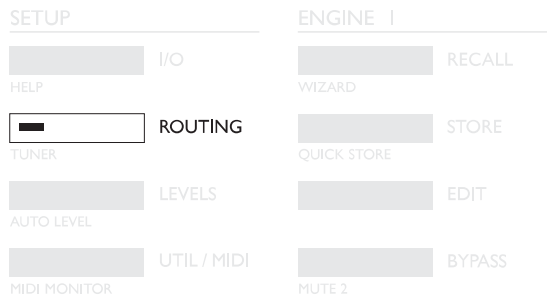 SETUP
I/O
HELP
ROUTING
TUNER
LEVELS
AUTO LEVEL
UTIL / MIDI
MIDI MONITOR
ENGINE 1
RECALL
WIZARD
STORE
QUICK STORE
EDIT
BYPASS
MUTE 2